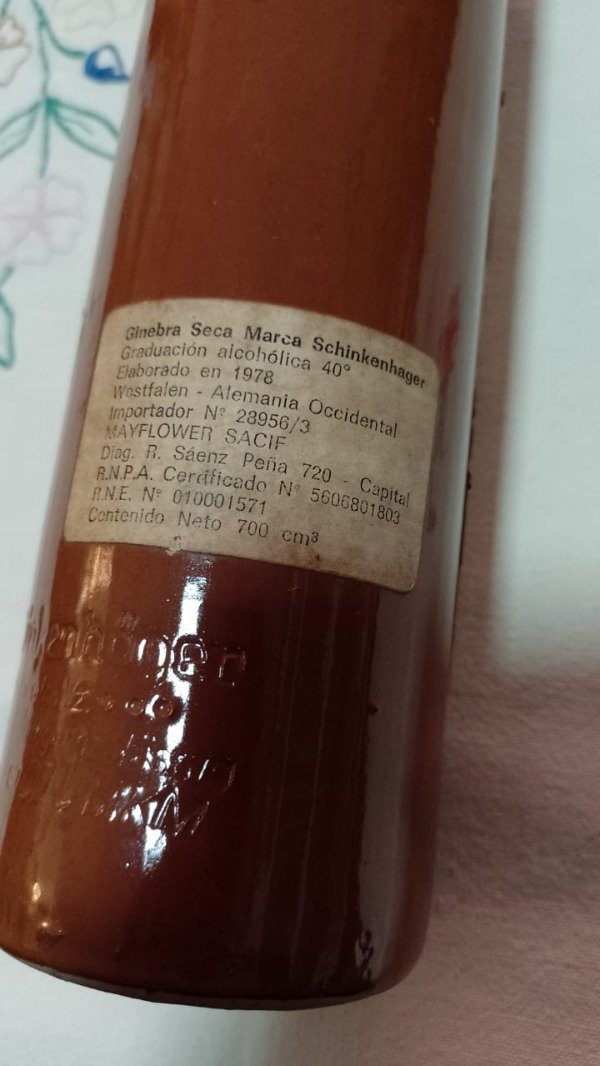 Ginebra Seca Marca Schinkenhager
Graduación alcohólica 40°
Elaborado en 1978
Westfalen - Alemania Occidental
Importador N° 28956/3
MAYFLOWER SACIF
Diag. R. Sáenz Peña 720 - Capital
R.N.P.A. Certificado N° 5606801803
R.N.E. N° 010001571
Contenido Neto 700 cm³